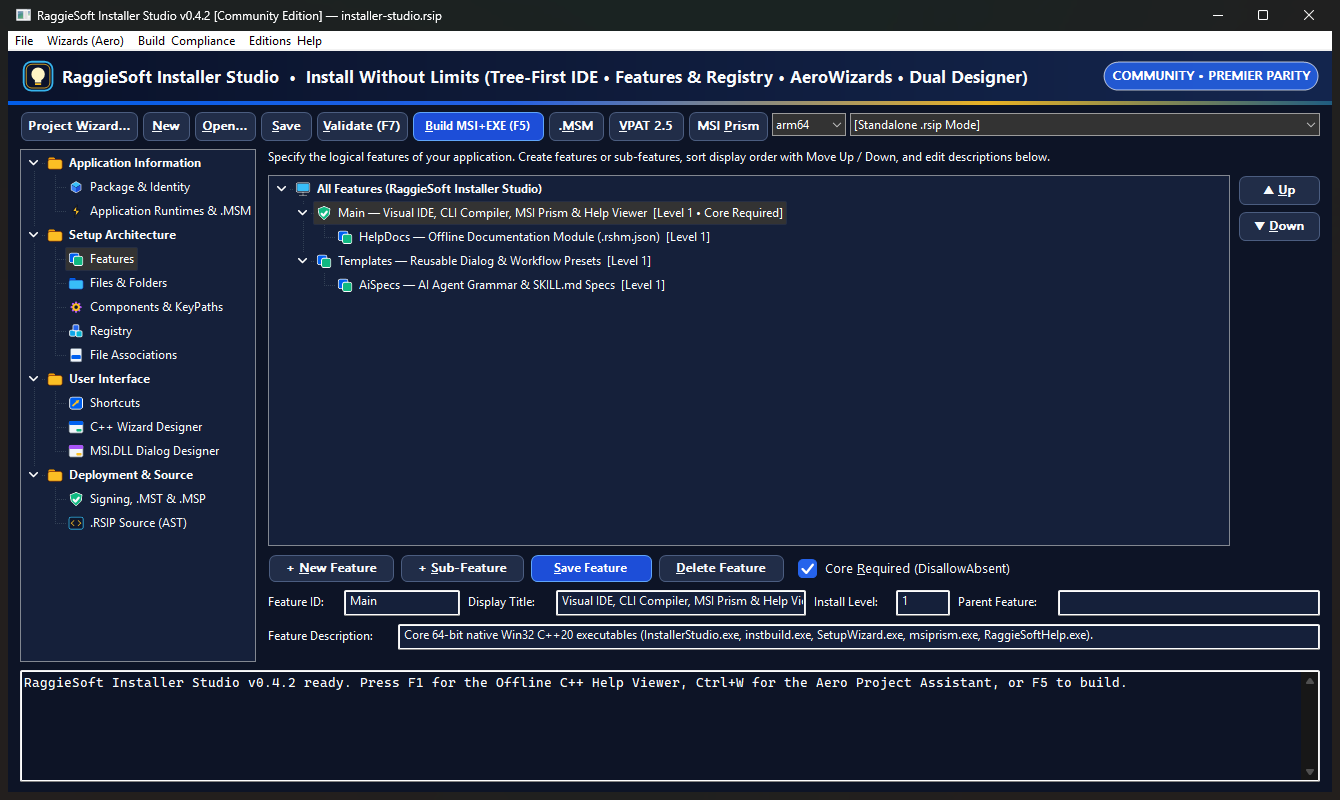 RaggieSoft Installer Studio v0.4.2 [Community Edition] — installer-studio.rsip
File Wizards (Aero) Build Compliance Editions Help
RaggieSoft Installer Studio • Install Without Limits (Tree-First IDE • Features & Registry • AeroWizards • Dual Designer)
COMMUNITY • PREMIER PARITY
Project Wizard... New Open... Save Validate (F7) Build MSI+EXE (F5) .MSM VPAT 2.5 MSI Prism arm64 [Standalone .rsip Mode]
Application Information
Package & Identity
Application Runtimes & .MSM
Setup Architecture
Features
Files & Folders
Components & KeyPaths
Registry
File Associations
User Interface
Shortcuts
C++ Wizard Designer
MSI.DLL Dialog Designer
Deployment & Source
Signing, .MST & .MSP
.RSIP Source (AST)
Specify the logical features of your application. Create features or sub-features, sort display order with Move Up / Down, and edit descriptions below.
All Features (RaggieSoft Installer Studio)
Main — Visual IDE, CLI Compiler, MSI Prism & Help Viewer [Level 1 • Core Required]
HelpDocs — Offline Documentation Module (.rshm.json) [Level 1]
Templates — Reusable Dialog & Workflow Presets [Level 1]
AiSpecs — AI Agent Grammar & SKILL.md Specs [Level 1]
▲ Up
▼ Down
+ New Feature + Sub-Feature Save Feature Delete Feature Core Required (DisallowAbsent)
Feature ID: Main Display Title: Visual IDE, CLI Compiler, MSI Prism & Help Vi Install Level: 1 Parent Feature:
Feature Description: Core 64-bit native Win32 C++20 executables (InstallerStudio.exe, instbuild.exe, SetupWizard.exe, msiprism.exe, RaggieSoftHelp.exe).
RaggieSoft Installer Studio v0.4.2 ready. Press F1 for the Offline C++ Help Viewer, Ctrl+W for the Aero Project Assistant, or F5 to build.